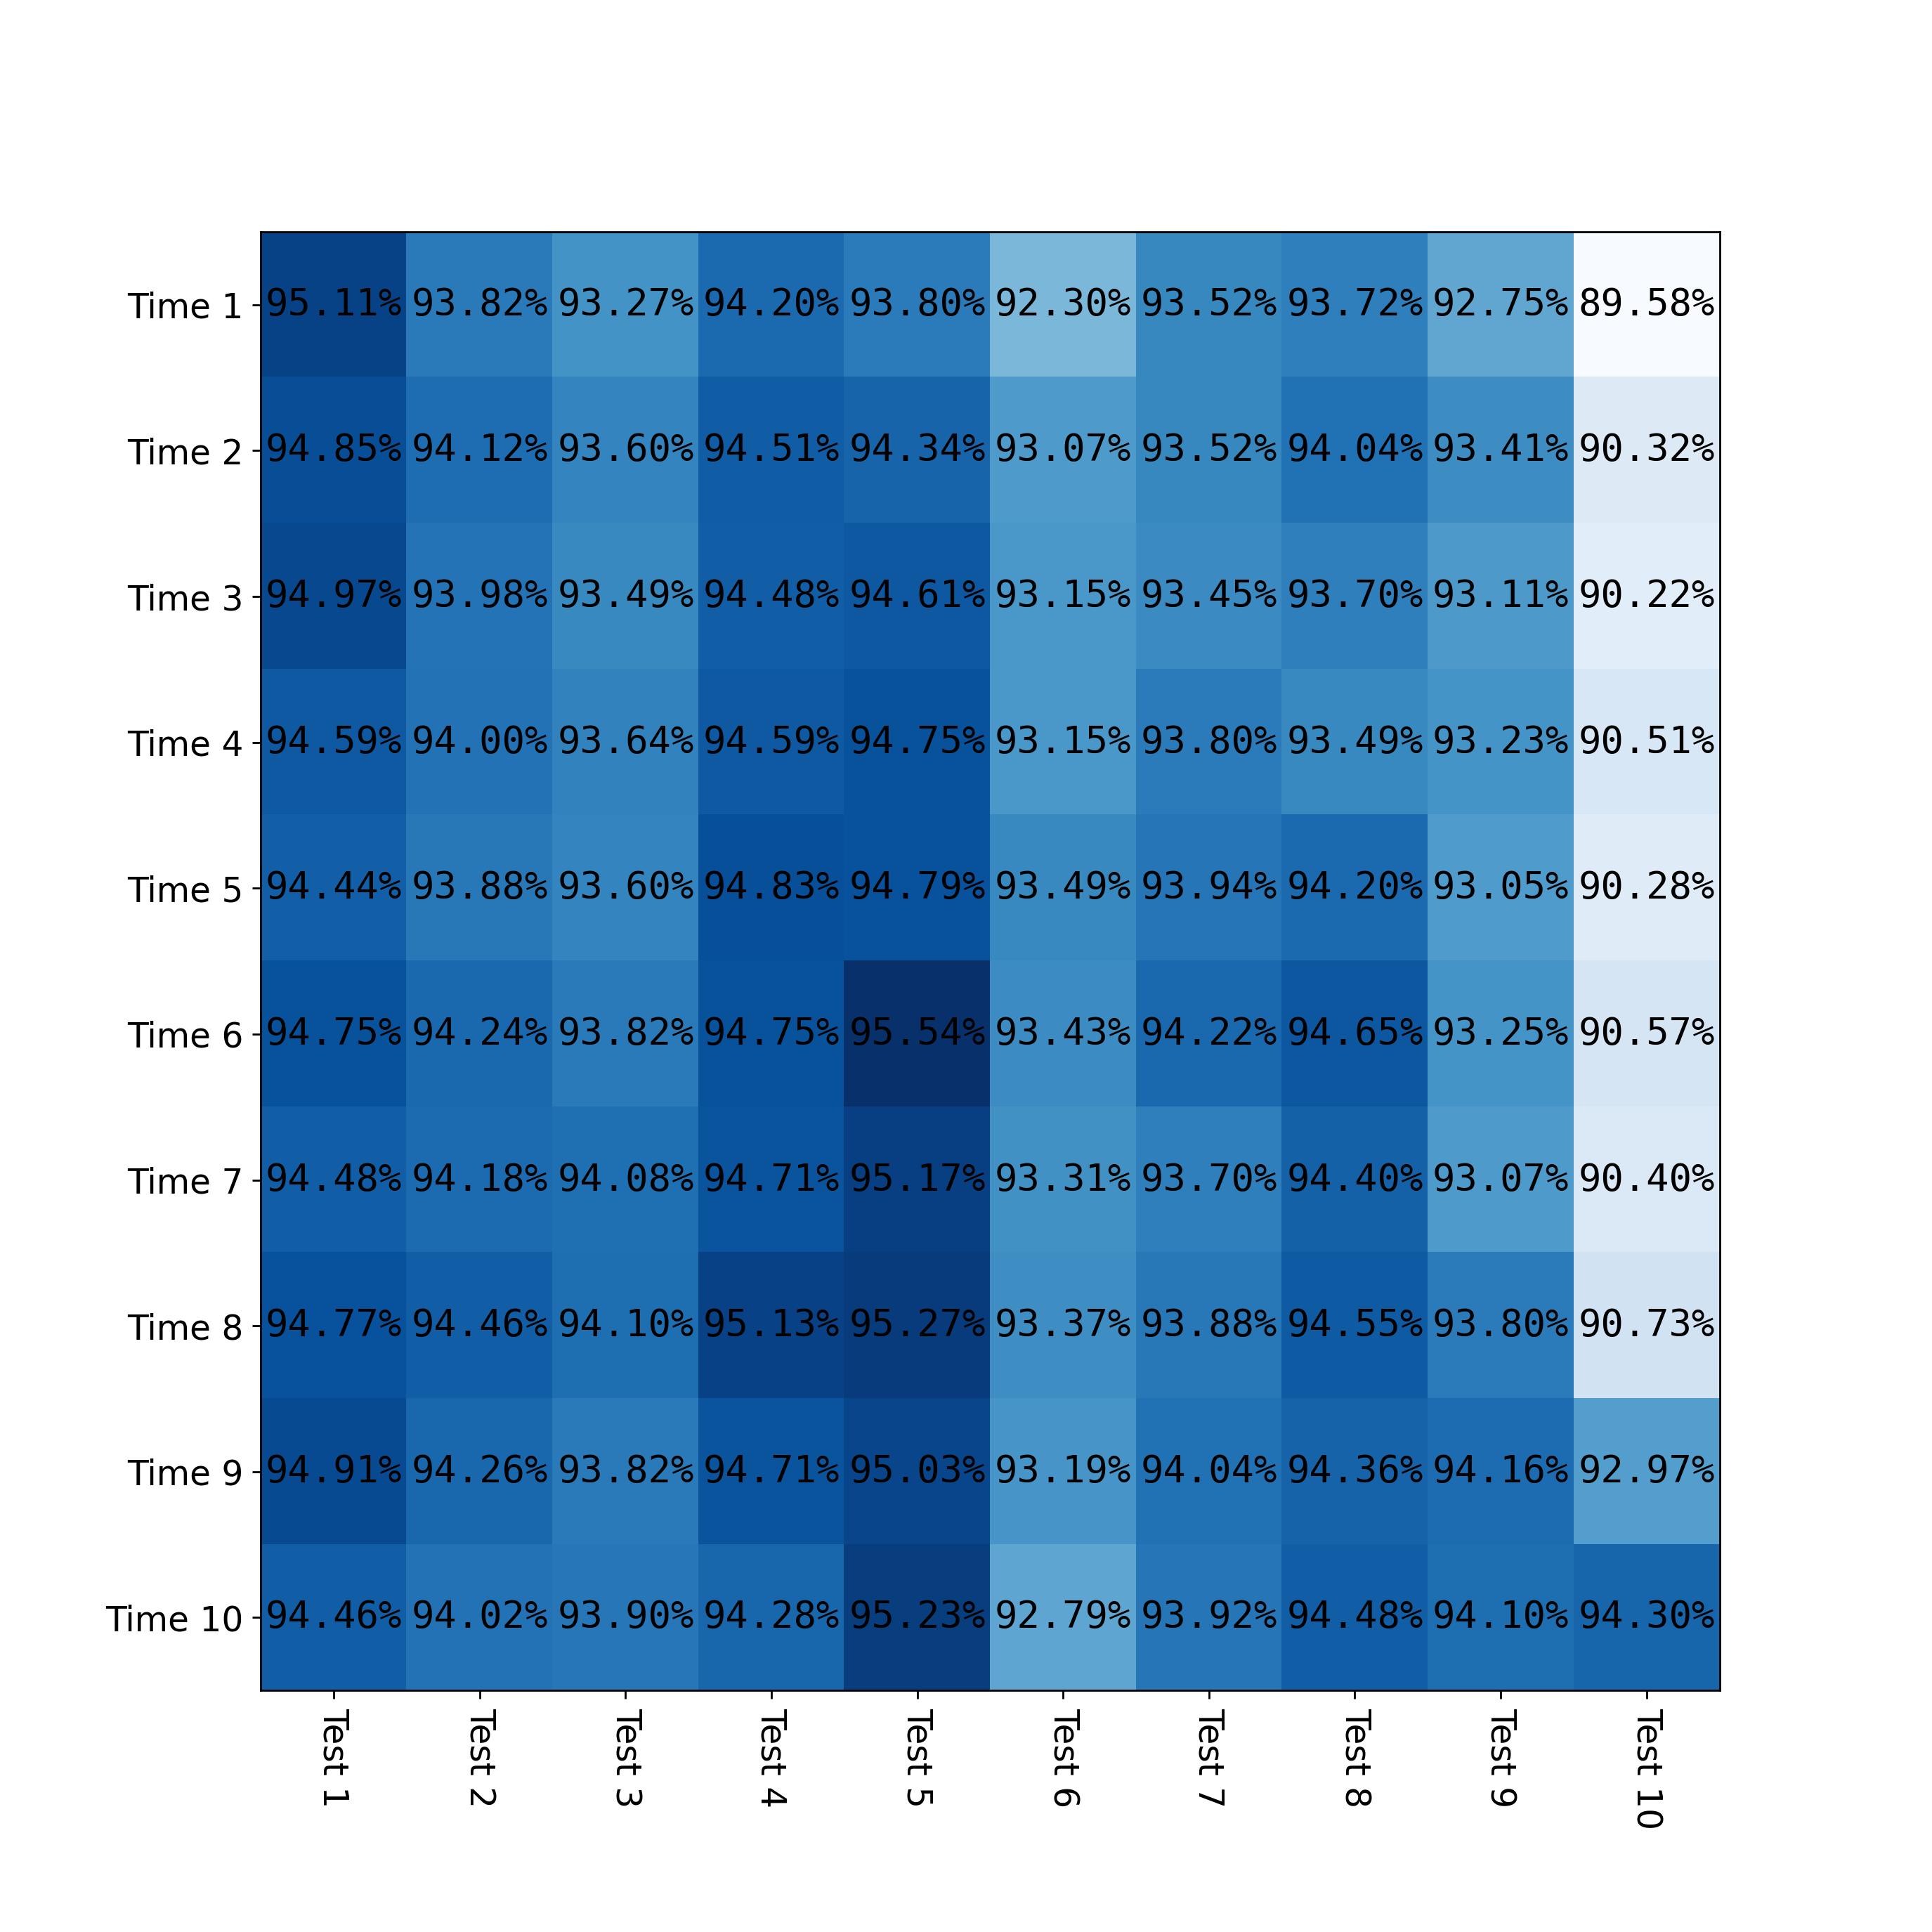 Time 1 95.11% 93.82% 93.27% 94.20% 93.80% 92.30% 93.52% 93.72% 92.75% 89.58%
Time 2 94.85% 94.12% 93.60% 94.51% 94.34% 93.07% 93.52% 94.04% 93.41% 90.32%
Time 3 94.97% 93.98% 93.49% 94.48% 94.61% 93.15% 93.45% 93.70% 93.11% 90.22%
Time 4 94.59% 94.00% 93.64% 94.59% 94.75% 93.15% 93.80% 93.49% 93.23% 90.51%
Time 5 94.44% 93.88% 93.60% 94.83% 94.79% 93.49% 93.94% 94.20% 93.05% 90.28%
Time 6 94.75% 94.24% 93.82% 94.75% 95.54% 93.43% 94.22% 94.65% 93.25% 90.57%
Time 7 94.48% 94.18% 94.08% 94.71% 95.17% 93.31% 93.70% 94.40% 93.07% 90.40%
Time 8 94.77% 94.46% 94.10% 95.13% 95.27% 93.37% 93.88% 94.55% 93.80% 90.73%
Time 9 94.91% 94.26% 93.82% 94.71% 95.03% 93.19% 94.04% 94.36% 94.16% 92.97%
Time 10 94.46% 94.02% 93.90% 94.28% 95.23% 92.79% 93.92% 94.48% 94.10% 94.30%
Test 1 Test 2 Test 3 Test 4 Test 5 Test 6 Test 7 Test 8 Test 9 Test 10